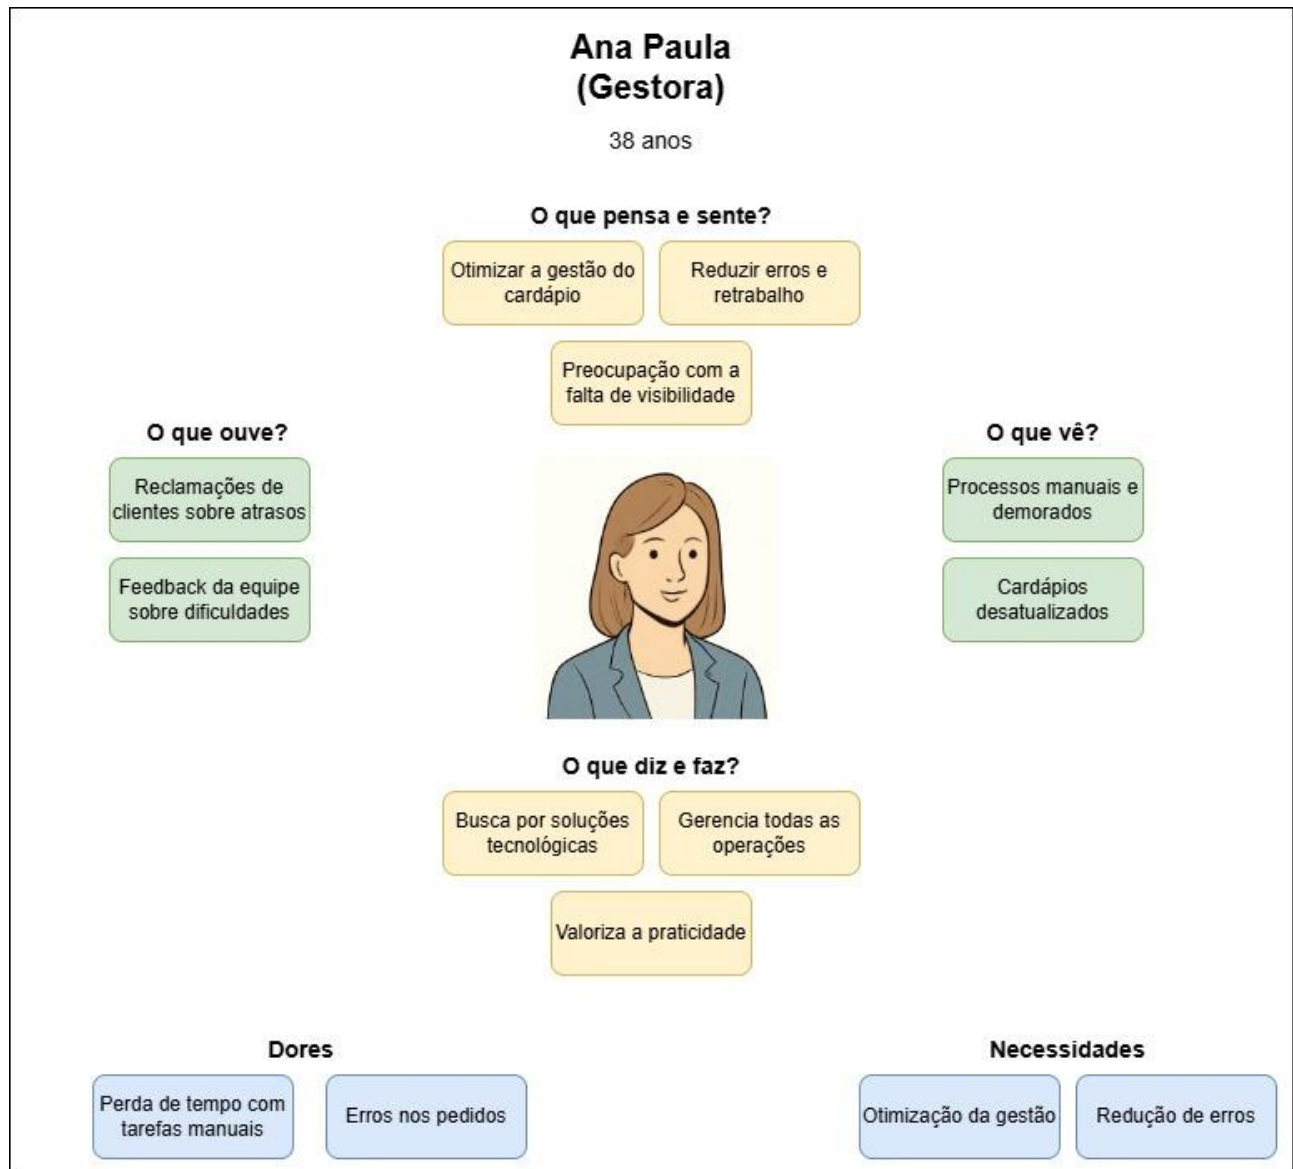 Ana Paula
(Gestora)
38 anos
O que pensa e sente?
Otimizar a gestão do
cardápio
Reduzir erros e
retrabalho
Preocupação com a
falta de visibilidade
O que ouve?
Reclamações de
clientes sobre atrasos
Feedback da equipe
sobre dificuldades
O que vê?
Processos manuais e
demorados
Cardápios
desatualizados
O que diz e faz?
Busca por soluções
tecnológicas
Gerencia todas as
operações
Valoriza a praticidade
Dores
Perda de tempo com
tarefas manuais
Erros nos pedidos
Necessidades
Otimização da gestão
Redução de erros